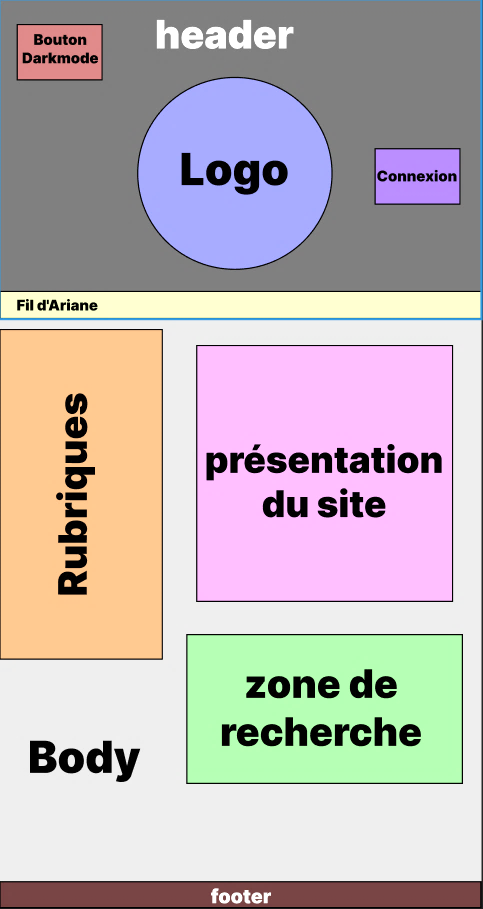 header
Bouton
Darkmode
Logo
Connexion
Fil d'Ariane
Rubriques
présentation
du site
zone de
recherche
Body
footer